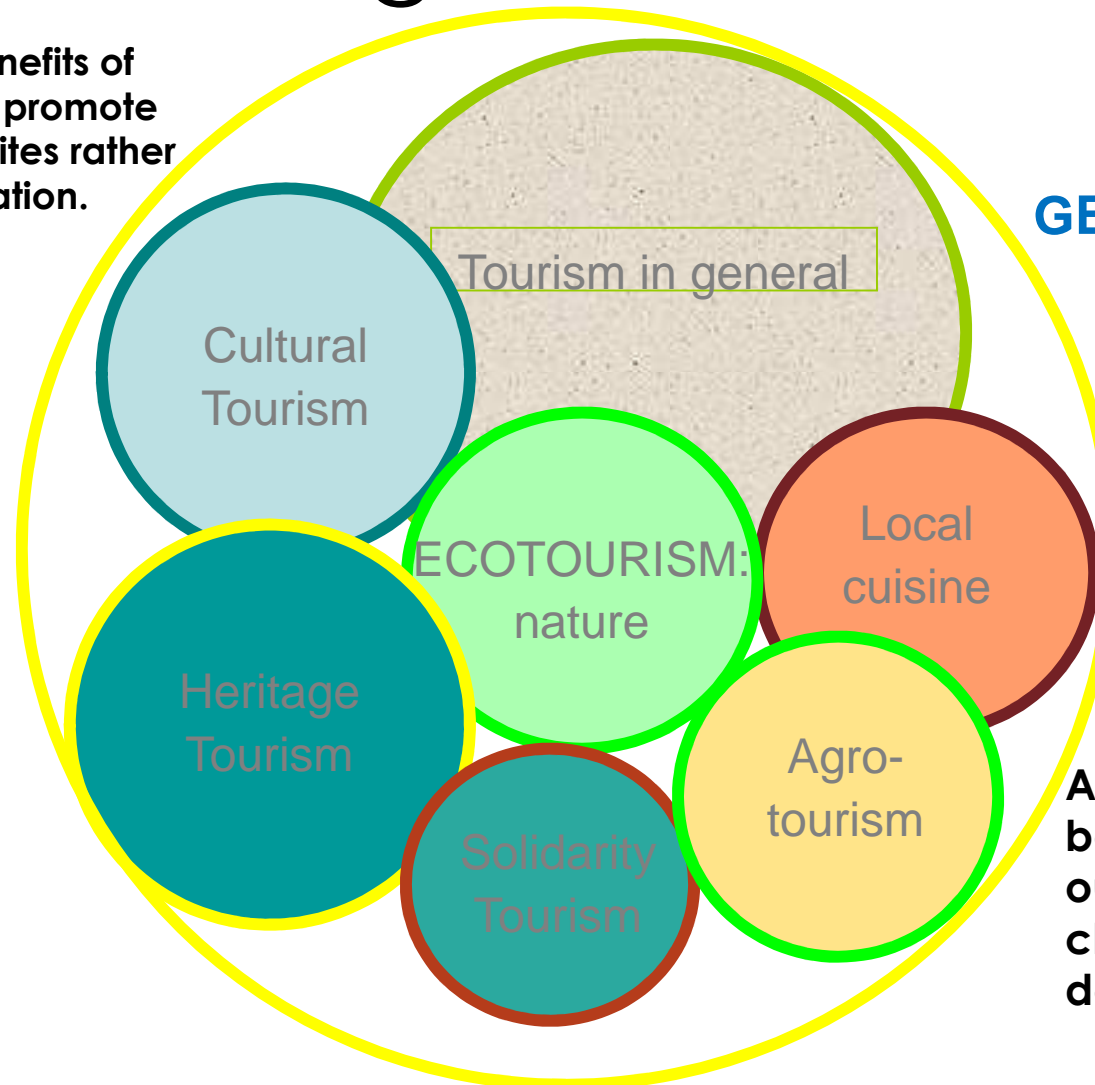 nefits of
promote
ites rather
ation.
Tourism in general
Cultural
Tourism
ECOTOURISM:
nature
Local
cuisine
Heritage
Tourism
Agro-
tourism
Solidarity
Tourism